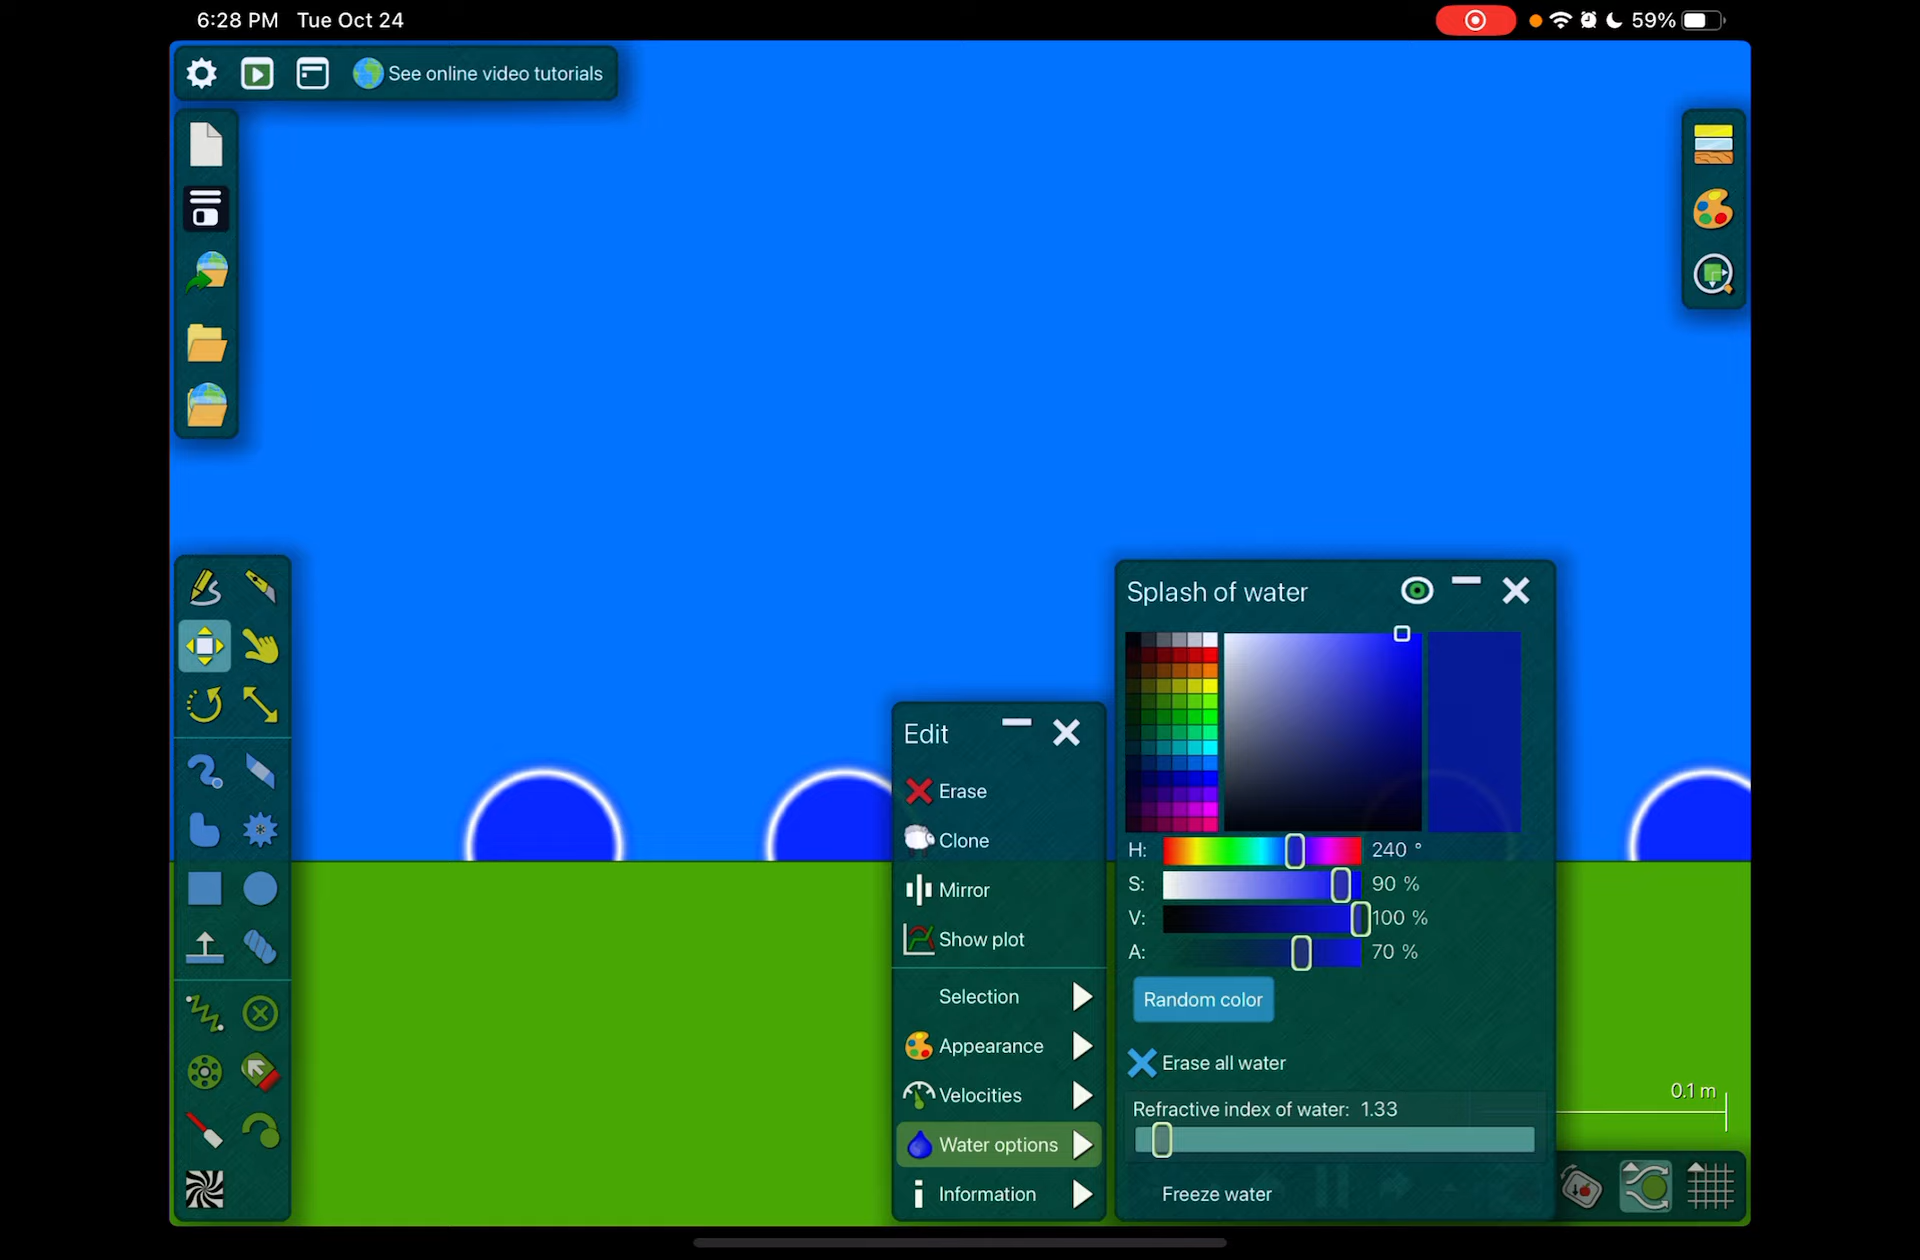 6:28 PM Tue Oct 24
59%
See online video tutorials
Splash of water
Edit
Erase
Clone
Mirror
Show plot
Selection
Appearance
Velocities
Water options
Information
H: 240 °
S: 90 %
V: 100 %
A: 70 %
Random color
Erase all water
Refractive index of water: 1.33
Freeze water
0.1 m